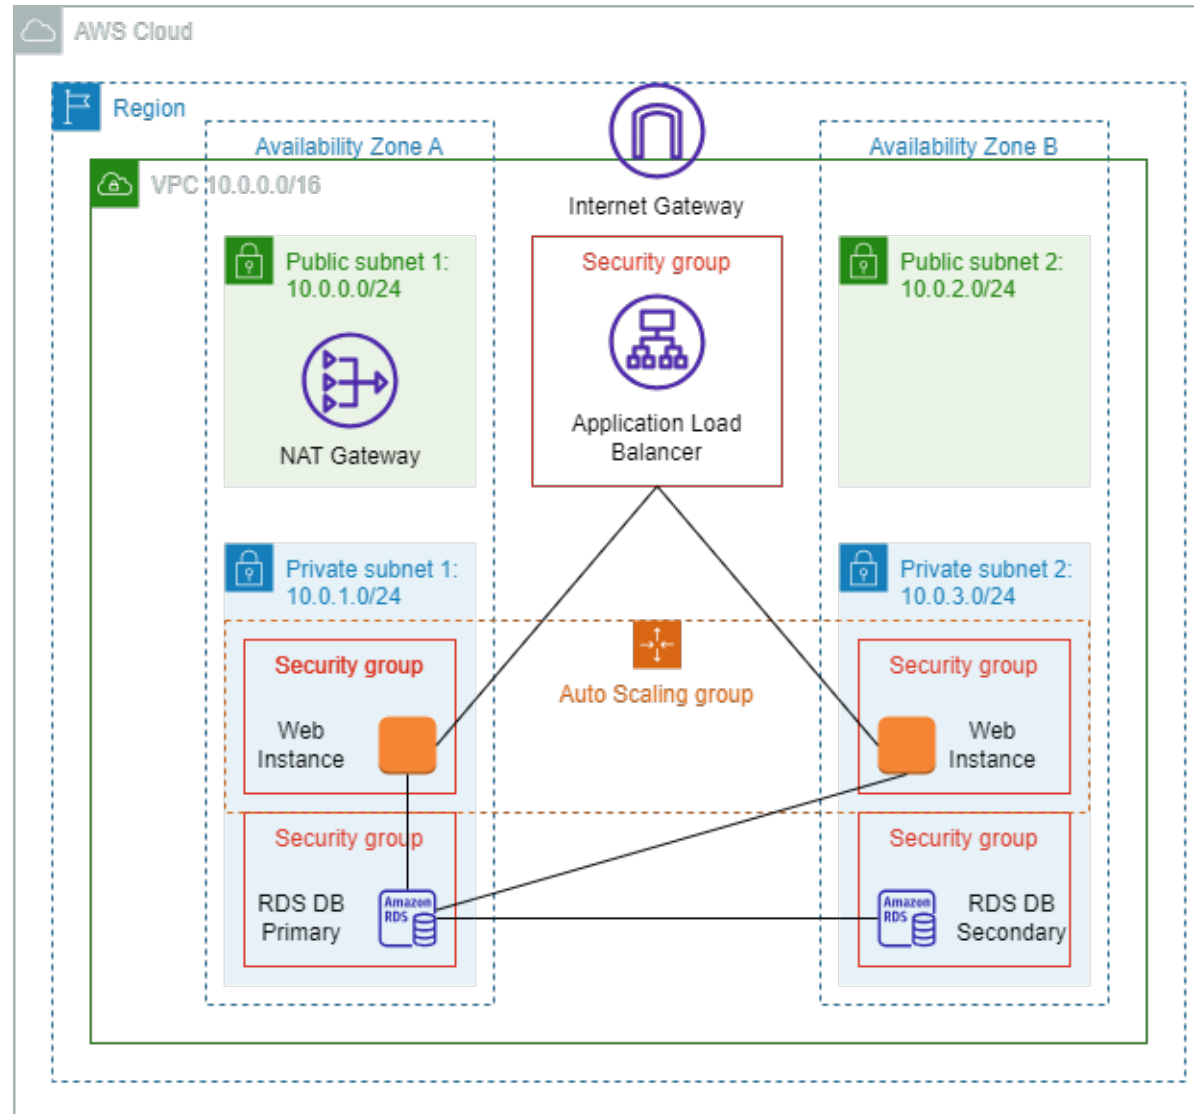 AWS Cloud
Region
Availability Zone A
Availability Zone B
VPC 10.0.0.0/16
Internet Gateway
Public subnet 1:
10.0.0.0/24
NAT Gateway
Security group
Application Load
Balancer
Public subnet 2:
10.0.2.0/24
Private subnet 1:
10.0.1.0/24
Private subnet 2:
10.0.3.0/24
Auto Scaling group
Security group
Web
Instance
Security group
Web
Instance
Security group
RDS DB
Primary
Amazon
RDS
Security group
Amazon
RDS
RDS DB
Secondary